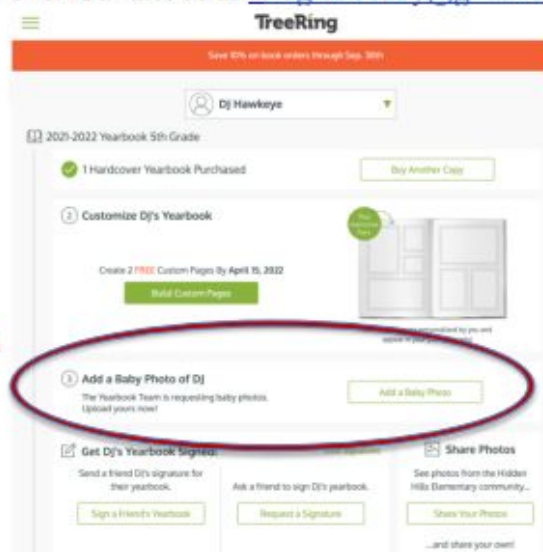 TreeRing
Save 10% on book orders through Sep. 30th
DJ Hawkeye
2021-2022 Yearbook 5th Grade
1 Hardcover Yearbook Purchased
Buy Another Copy
2 Customize DJ's Yearbook
Create 2 FREE Custom Pages By April 15, 2022
Build Custom Pages
3 Add a Baby Photo of DJ
The Yearbook Team is requesting baby photos.
Upload yours now!
Add a Baby Photo
Get DJ's Yearbook Signed!
Send a friend DJ's signature for
their yearbook.
Sign a Friend's Yearbook
Ask a friend to sign DJ's yearbook.
Request a Signature
Share Photos
See photos from the Hidden
Hills Elementary community...
Share Your Photos
...and share your own!